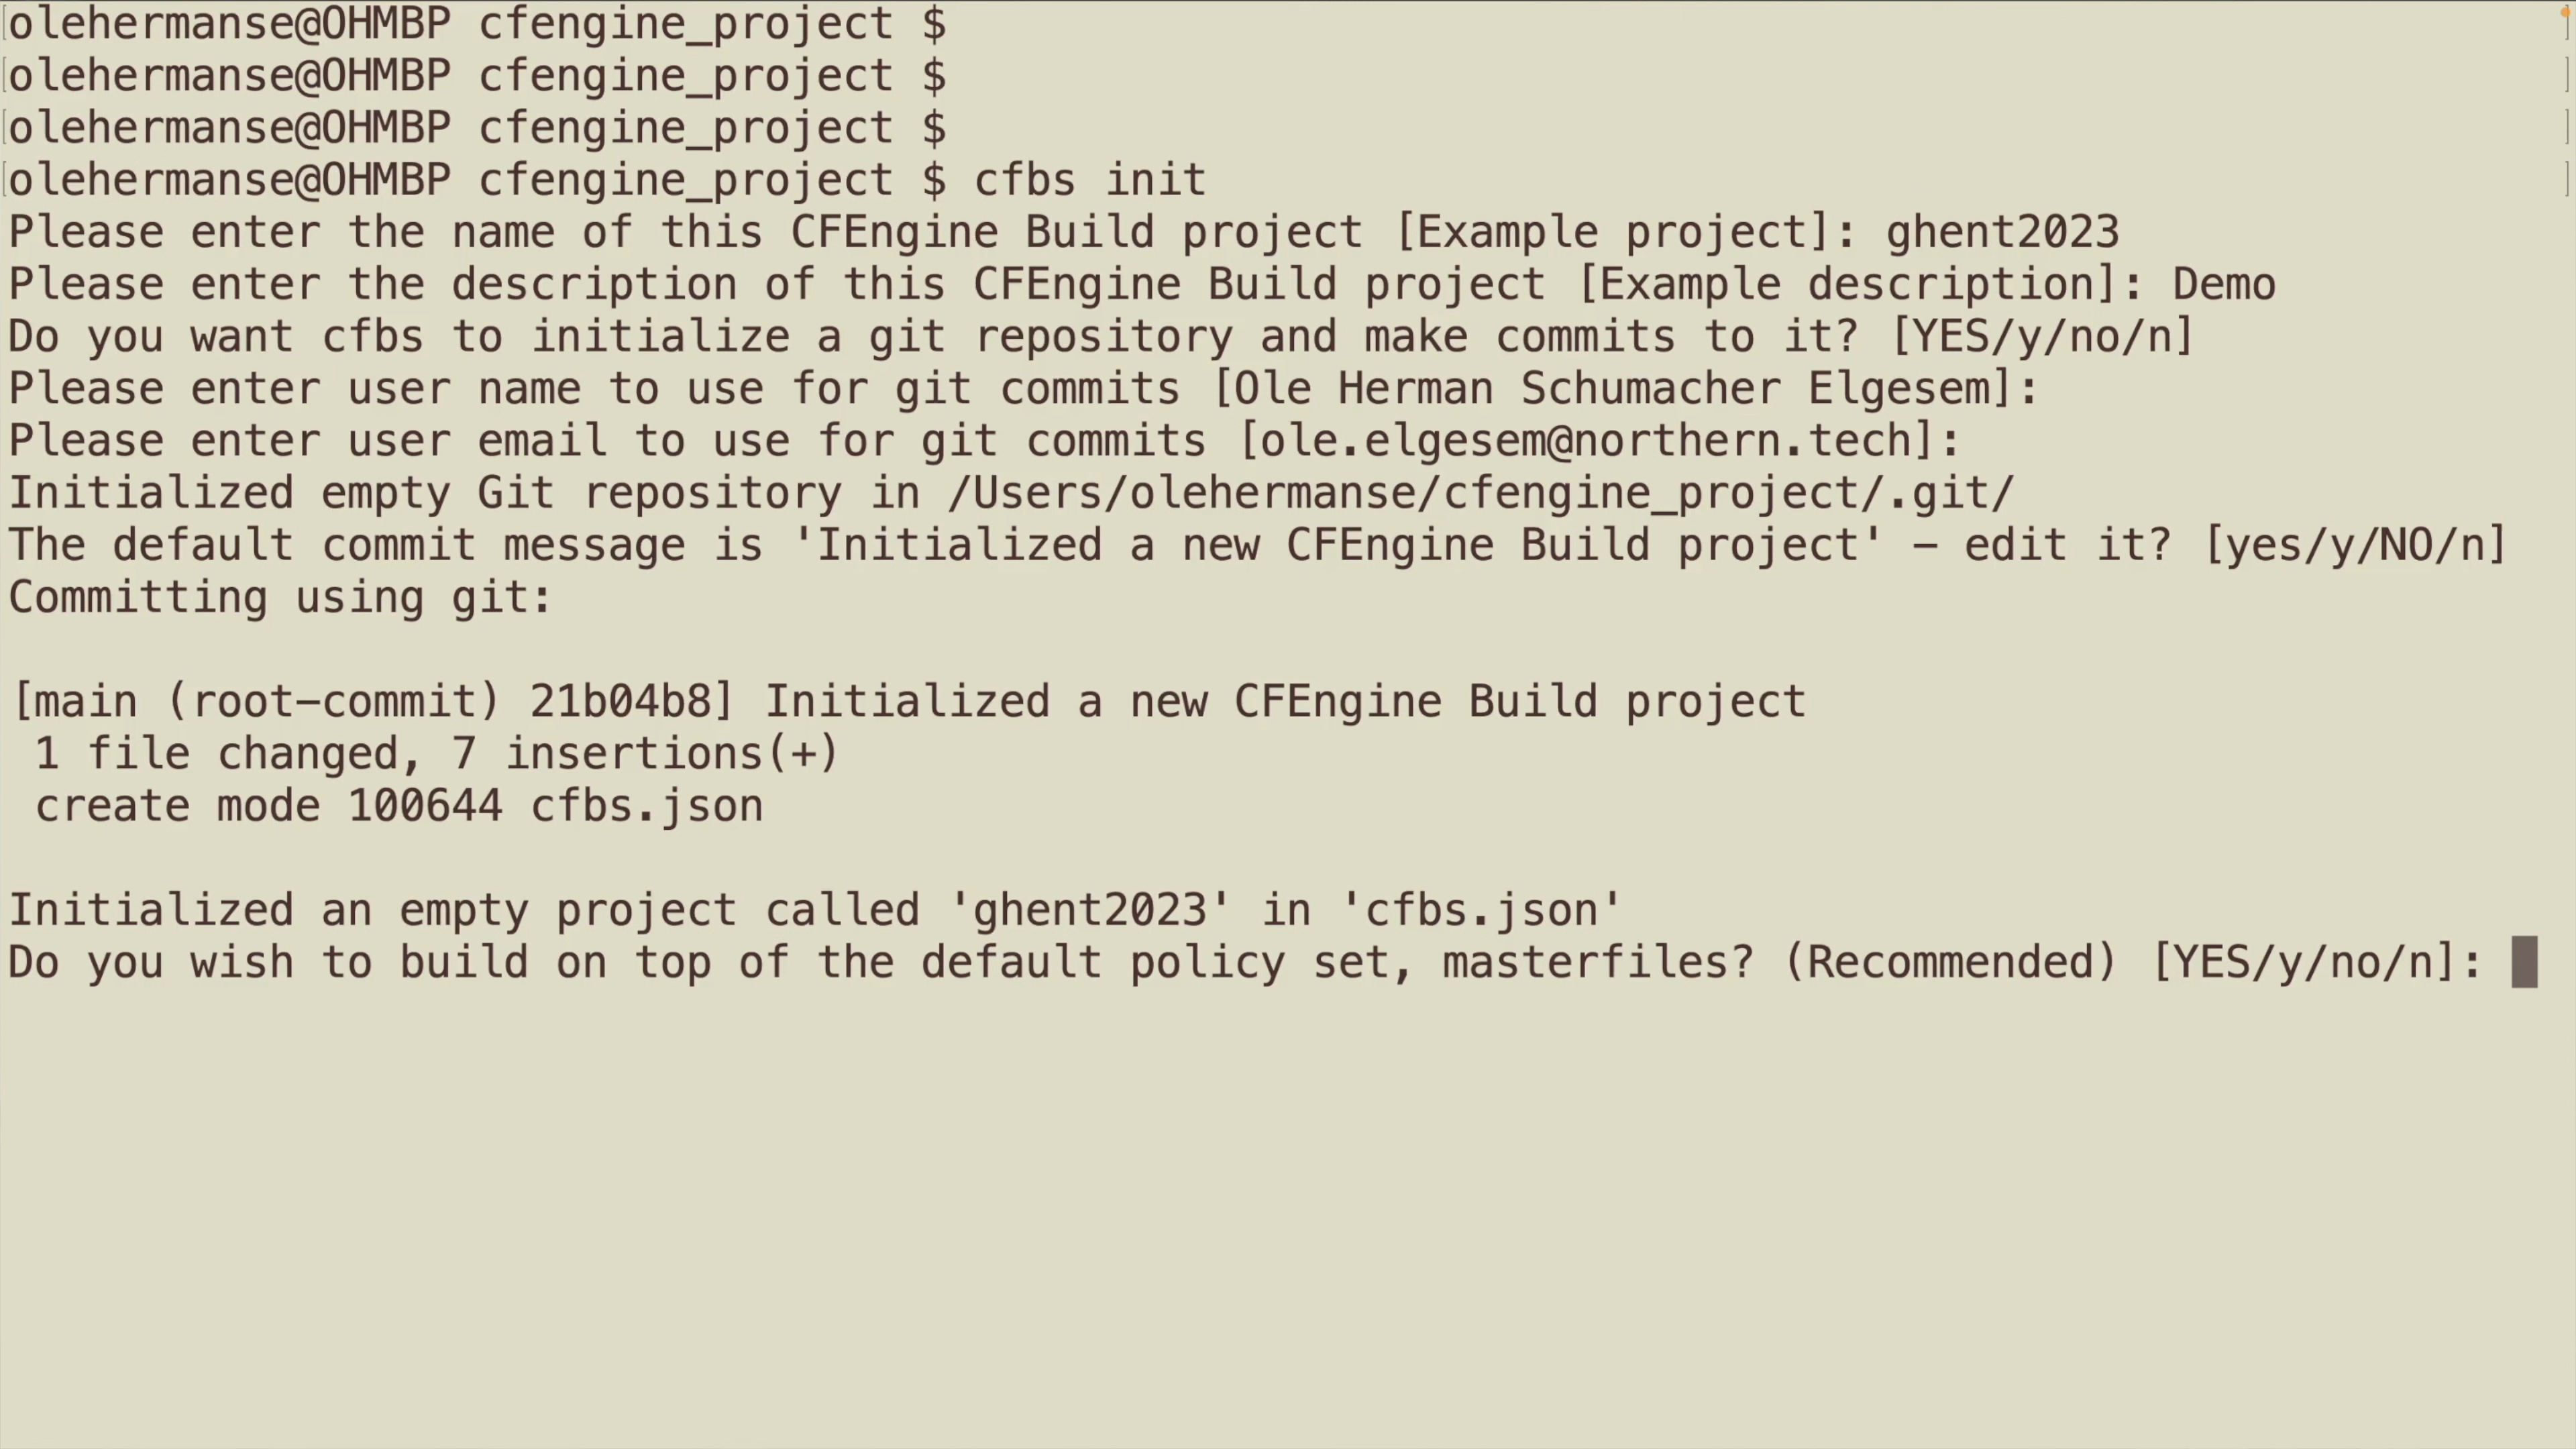 olehermanse@OHMBP cfengine_project $
olehermanse@OHMBP cfengine_project $
olehermanse@OHMBP cfengine_project $
olehermanse@OHMBP cfengine_project $ cfbs init
Please enter the name of this CFEngine Build project [Example project]: ghent2023
Please enter the description of this CFEngine Build project [Example description]: Demo
Do you want cfbs to initialize a git repository and make commits to it? [YES/y/no/n]
Please enter user name to use for git commits [Ole Herman Schumacher Elgesem]:
Please enter user email to use for git commits [ole.elgesem@northern.tech]:
Initialized empty Git repository in /Users/olehermanse/cfengine_project/.git/
The default commit message is 'Initialized a new CFEngine Build project' - edit it? [yes/y/NO/n]
Committing using git:
[main (root-commit) 21b04b8] Initialized a new CFEngine Build project
1 file changed, 7 insertions(+)
create mode 100644 cfbs.json
Initialized an empty project called 'ghent2023' in 'cfbs.json'
Do you wish to build on top of the default policy set, masterfiles? (Recommended) [YES/y/no/n]: